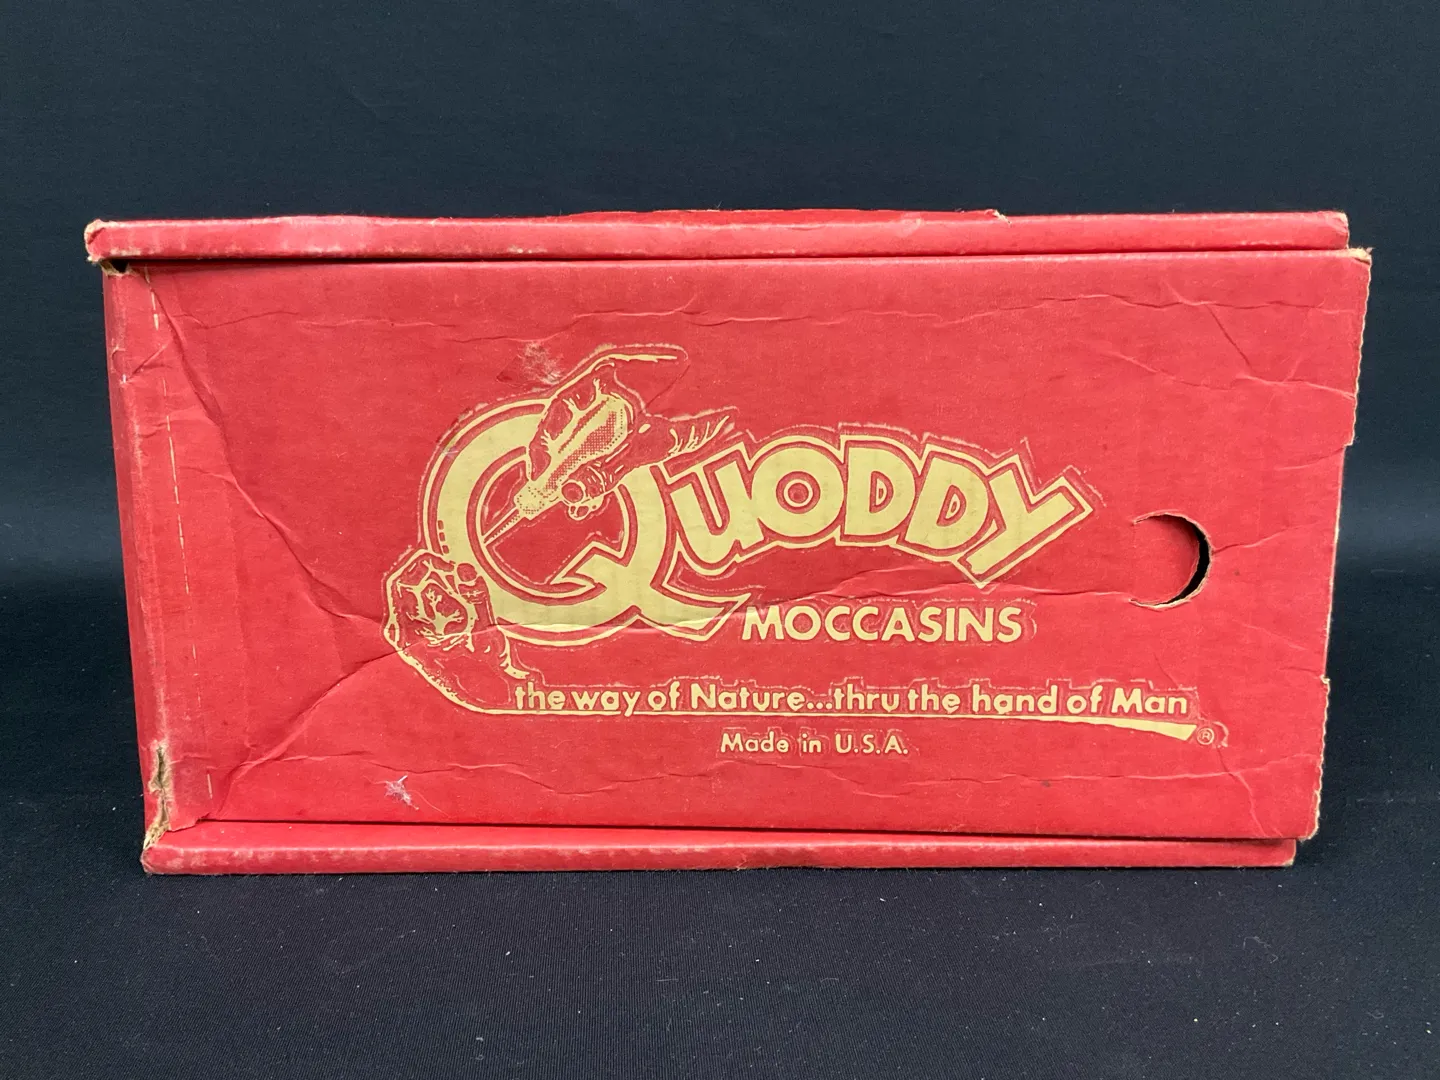 QUODDY
MOCCASINS
the way of Nature...thru the hand of Man
®
Made in U.S.A.